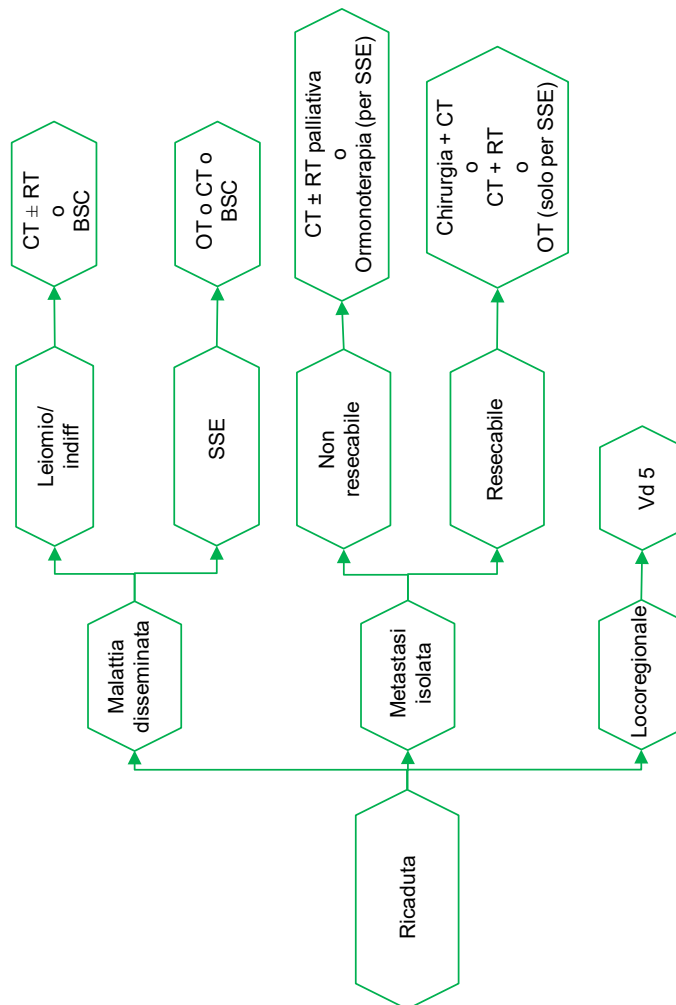 Ricaduta
Malattia
disseminata
Leiomio/
indiff
CT ± RT
o
BSC
SSE
OT o CT o
BSC
Metastasi
isolata
Non
resecabile
CT ± RT palliativa
o
Ormonoterapia (per SSE)
Resecabile
Chirurgia + CT
o
CT + RT
o
OT (solo per SSE)
Locoregionale
Vd 5